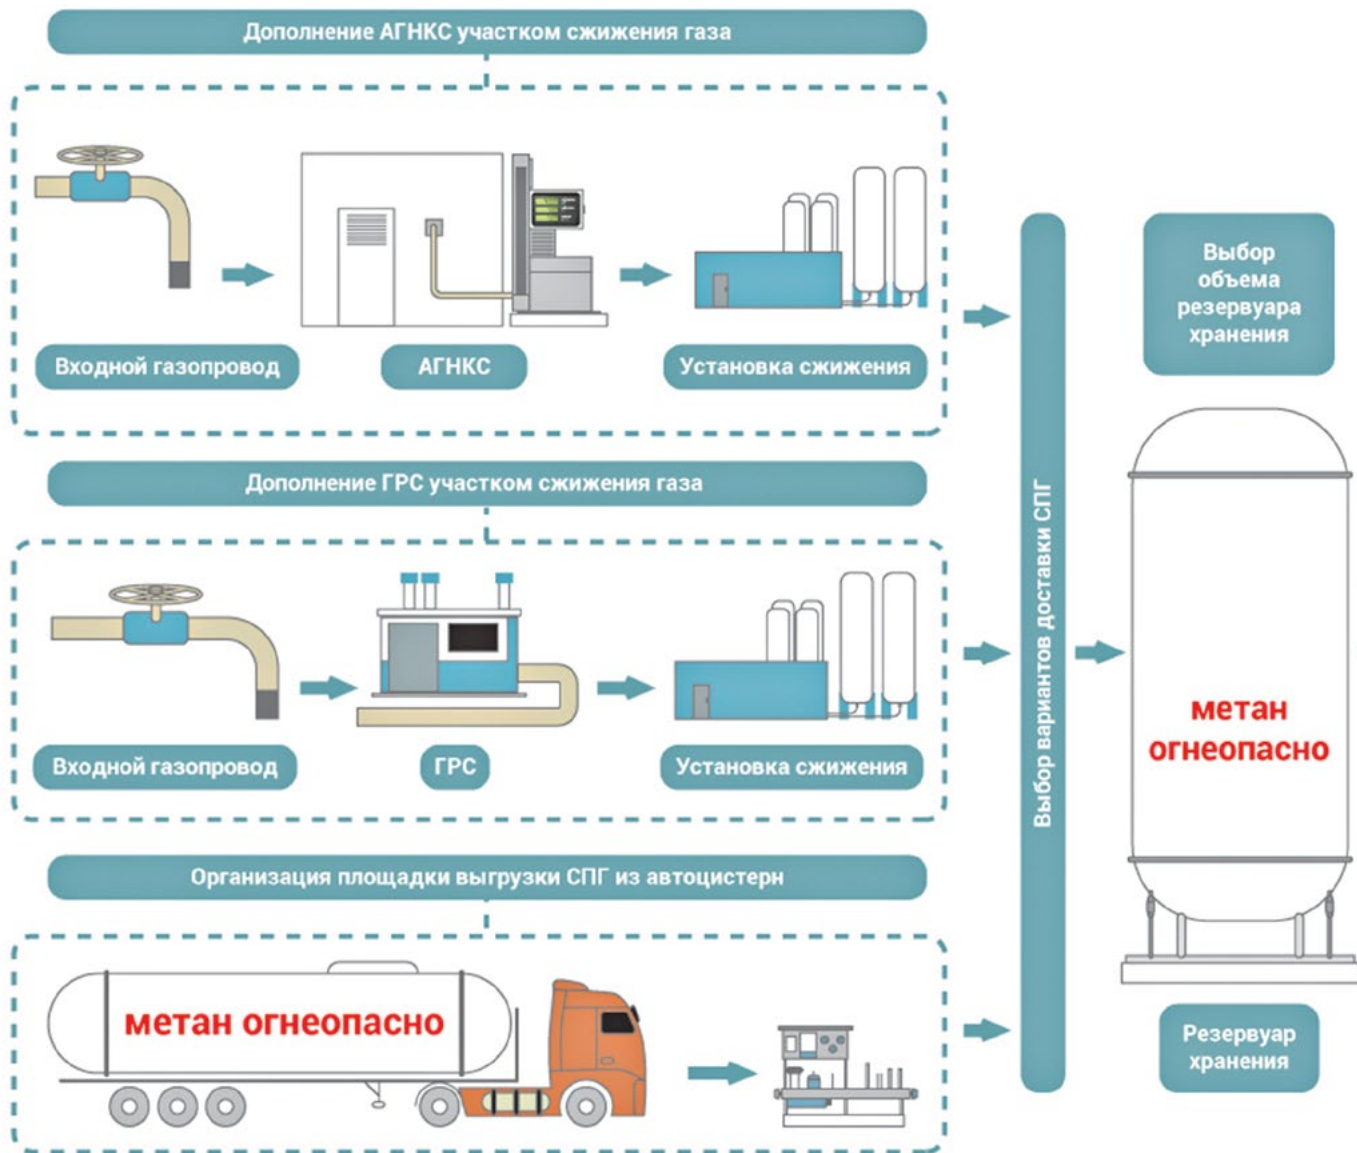 Дополнение АГНКС участком сжижения газа
Входной газопровод
АГНКС
Установка сжижения
Дополнение ГРС участком сжижения газа
Входной газопровод
ГРС
Установка сжижения
Организация площадки выгрузки СПГ из автоцистерн
метан огнеопасно
Выбор вариантов доставки СПГ
Выбор
объема
резервуара
хранения
метан
огнеопасно
Резервуар
хранения